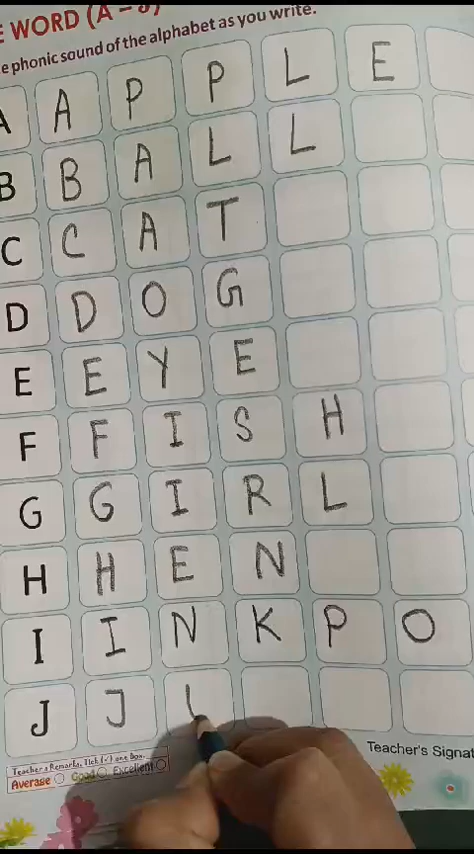 E WORD (A – J)
e phonic sound of the alphabet as you write.
A A P P L E
B B A L L
C C A T
D D O G
E E Y E
F F I S H
G G I R L
H H E N
I I N K P O
J J
Teacher's Remarks: Tick (✓) one Box.
Average Good Excellent
Teacher's Signat